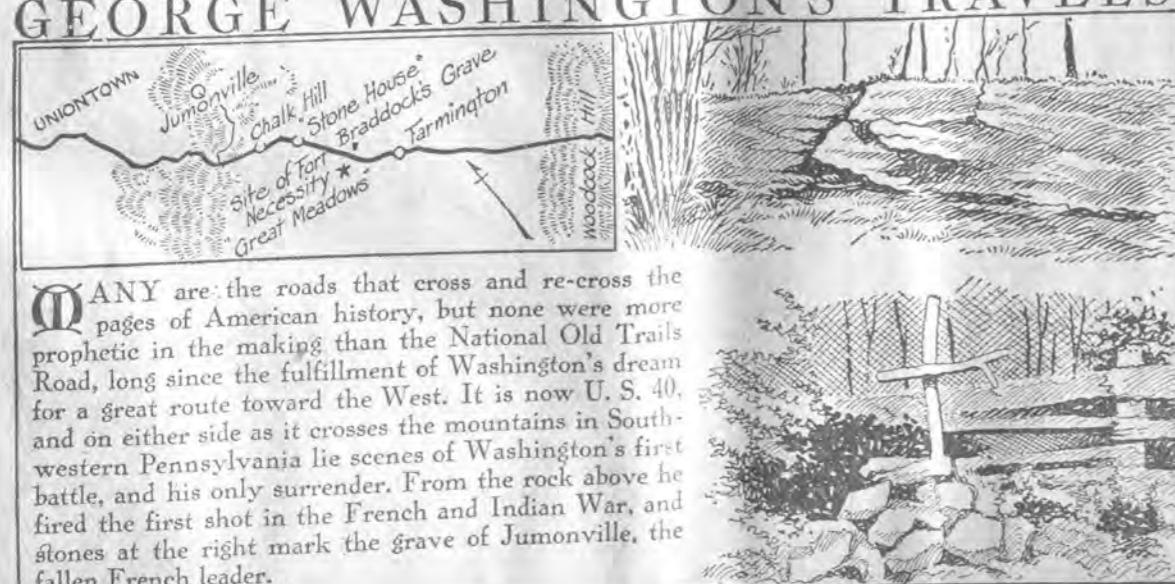 GEORGE WASHINGTON'S TRAVELS
UNIONTOWN
Jumonville
Chalk Hill
Stone House
Braddock's Grave
Farmington
Site of Fort
Necessity
"Great Meadows"
Woodcock Hill
MANY are the roads that cross and re-cross the
pages of American history, but none were more
prophetic in the making than the National Old Trails
Road, long since the fulfillment of Washington's dream
for a great route toward the West. It is now U. S. 40,
and on either side as it crosses the mountains in South-
western Pennsylvania lie scenes of Washington's first
battle, and his only surrender. From the rock above he
fired the first shot in the French and Indian War, and
stones at the right mark the grave of Jumonville, the
fallen French leader.